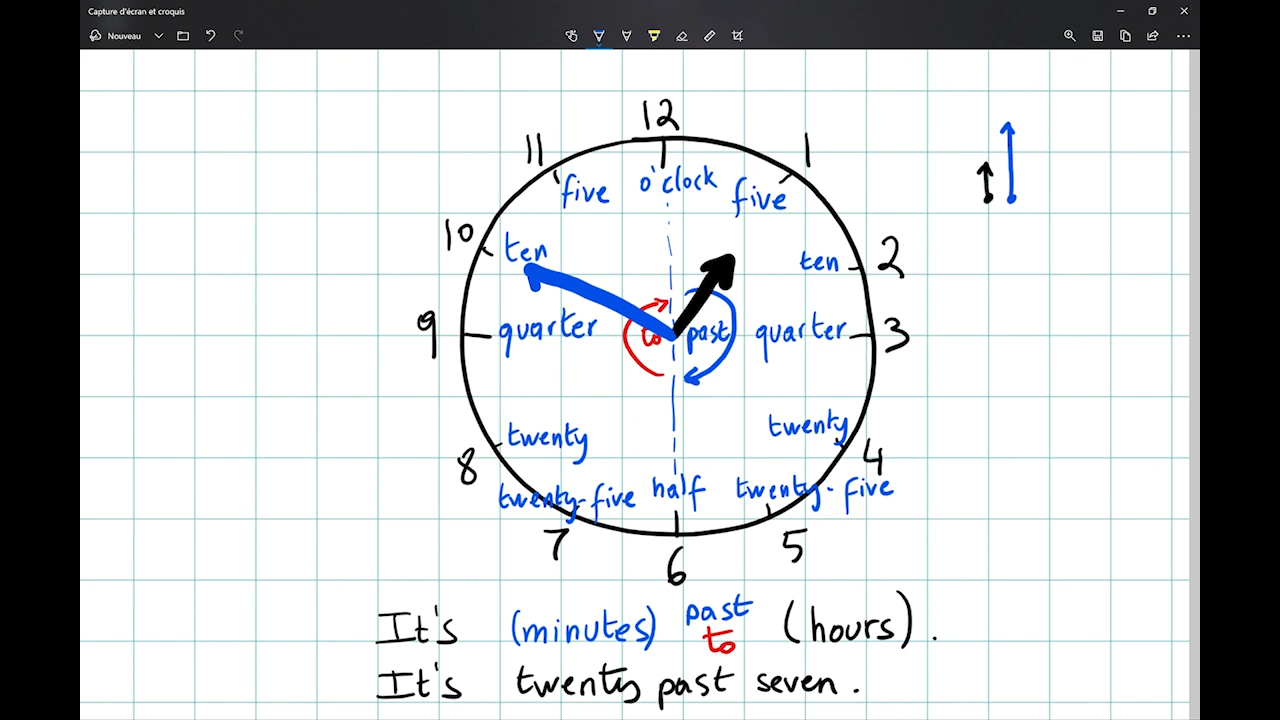 Capture d'écran et croquis
Nouveau
12
11 1
five o'clock five
10 ten ten 2
9 quarter to past quarter 3
twenty twenty
8 4
twenty-five half twenty-five
7 5
6
It's (minutes) past (hours).
to
It's twenty past seven.